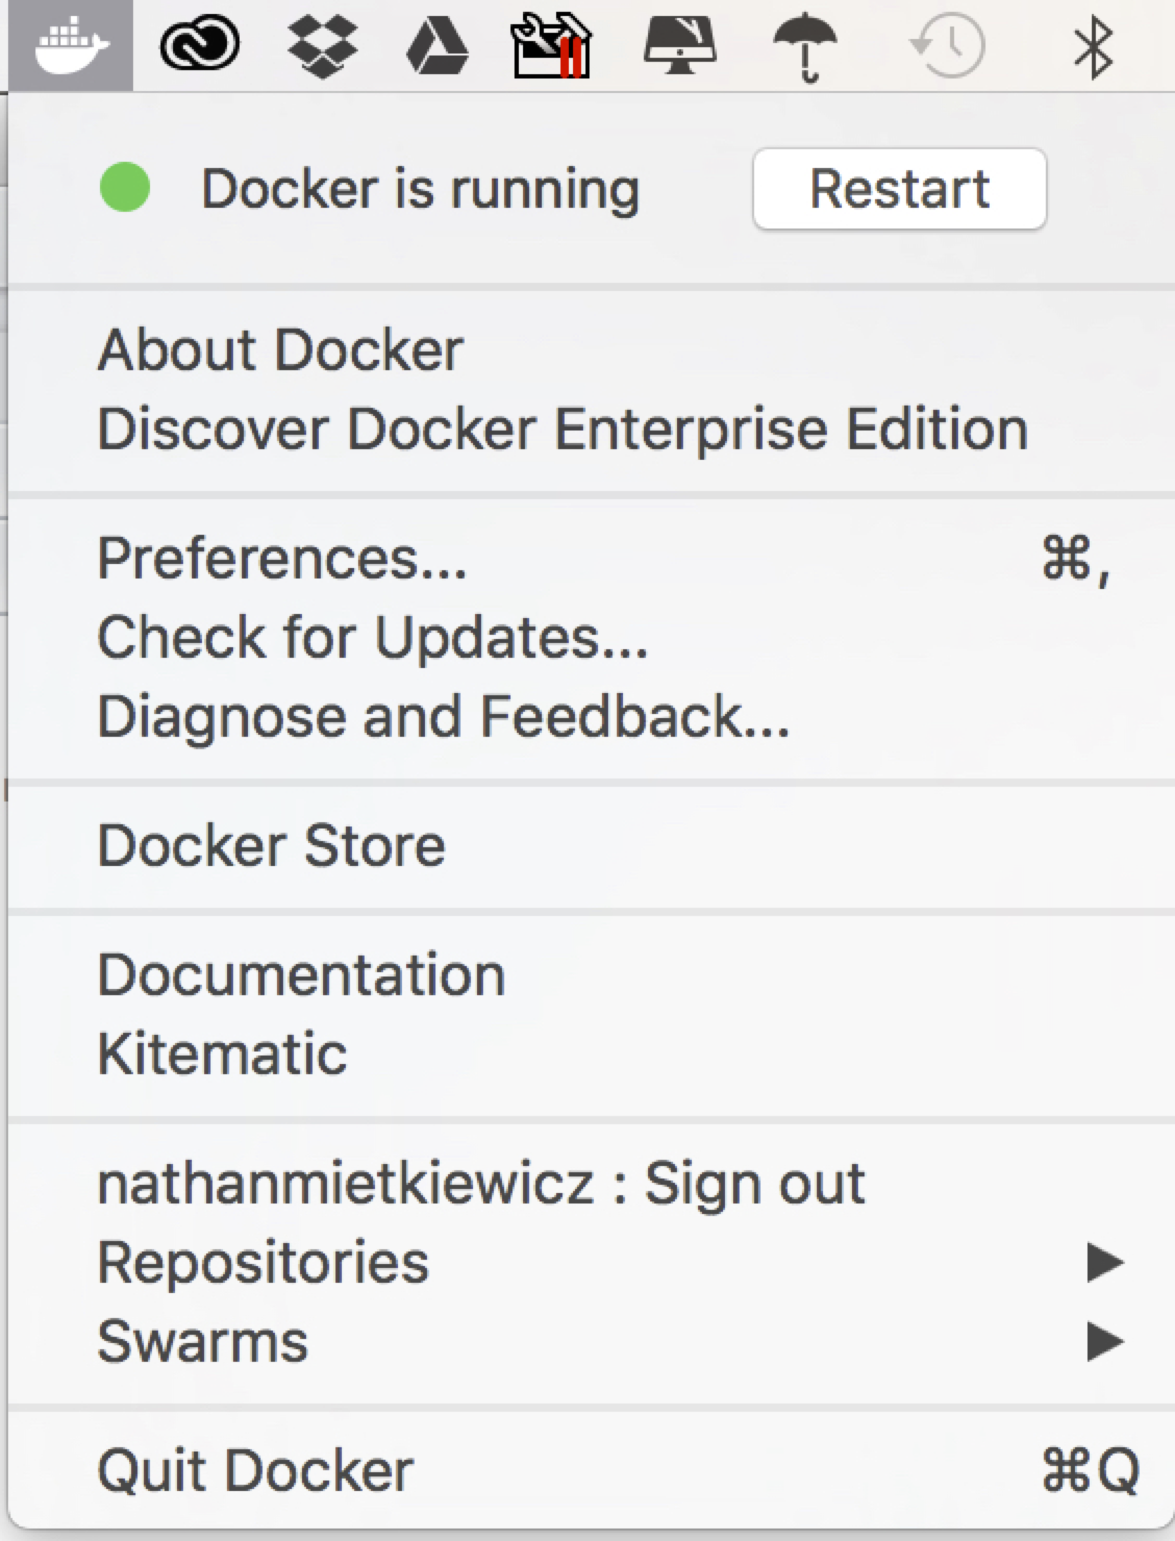 Docker is running Restart
About Docker
Discover Docker Enterprise Edition
Preferences... ⌘,
Check for Updates...
Diagnose and Feedback...
Docker Store
Documentation
Kitematic
nathanmietkiewicz : Sign out
Repositories ▶
Swarms ▶
Quit Docker ⌘Q